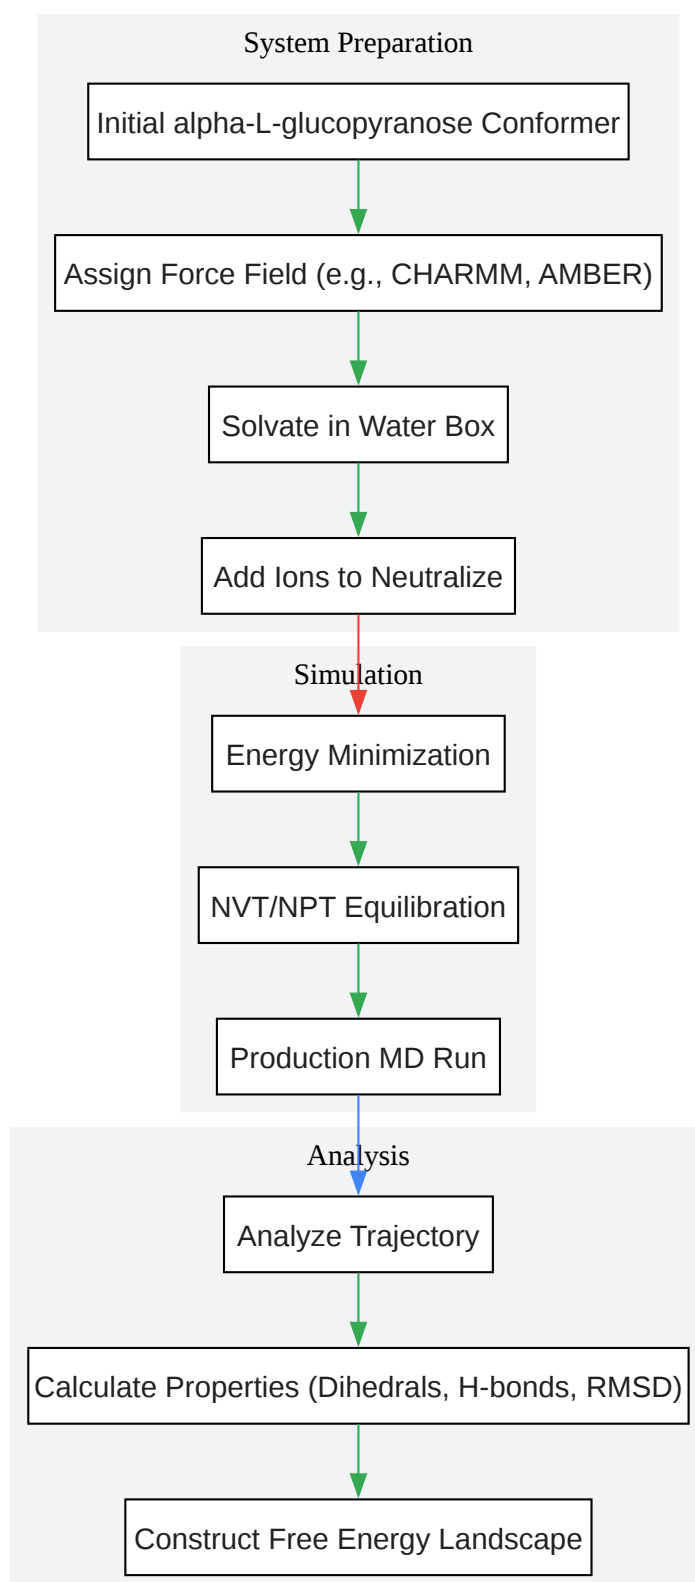 System Preparation
Initial alpha-L-glucopyranose Conformer
Assign Force Field (e.g., CHARMM, AMBER)
Solvate in Water Box
Add Ions to Neutralize
Simulation
Energy Minimization
NVT/NPT Equilibration
Production MD Run
Analysis
Analyze Trajectory
Calculate Properties (Dihedrals, H-bonds, RMSD)
Construct Free Energy Landscape